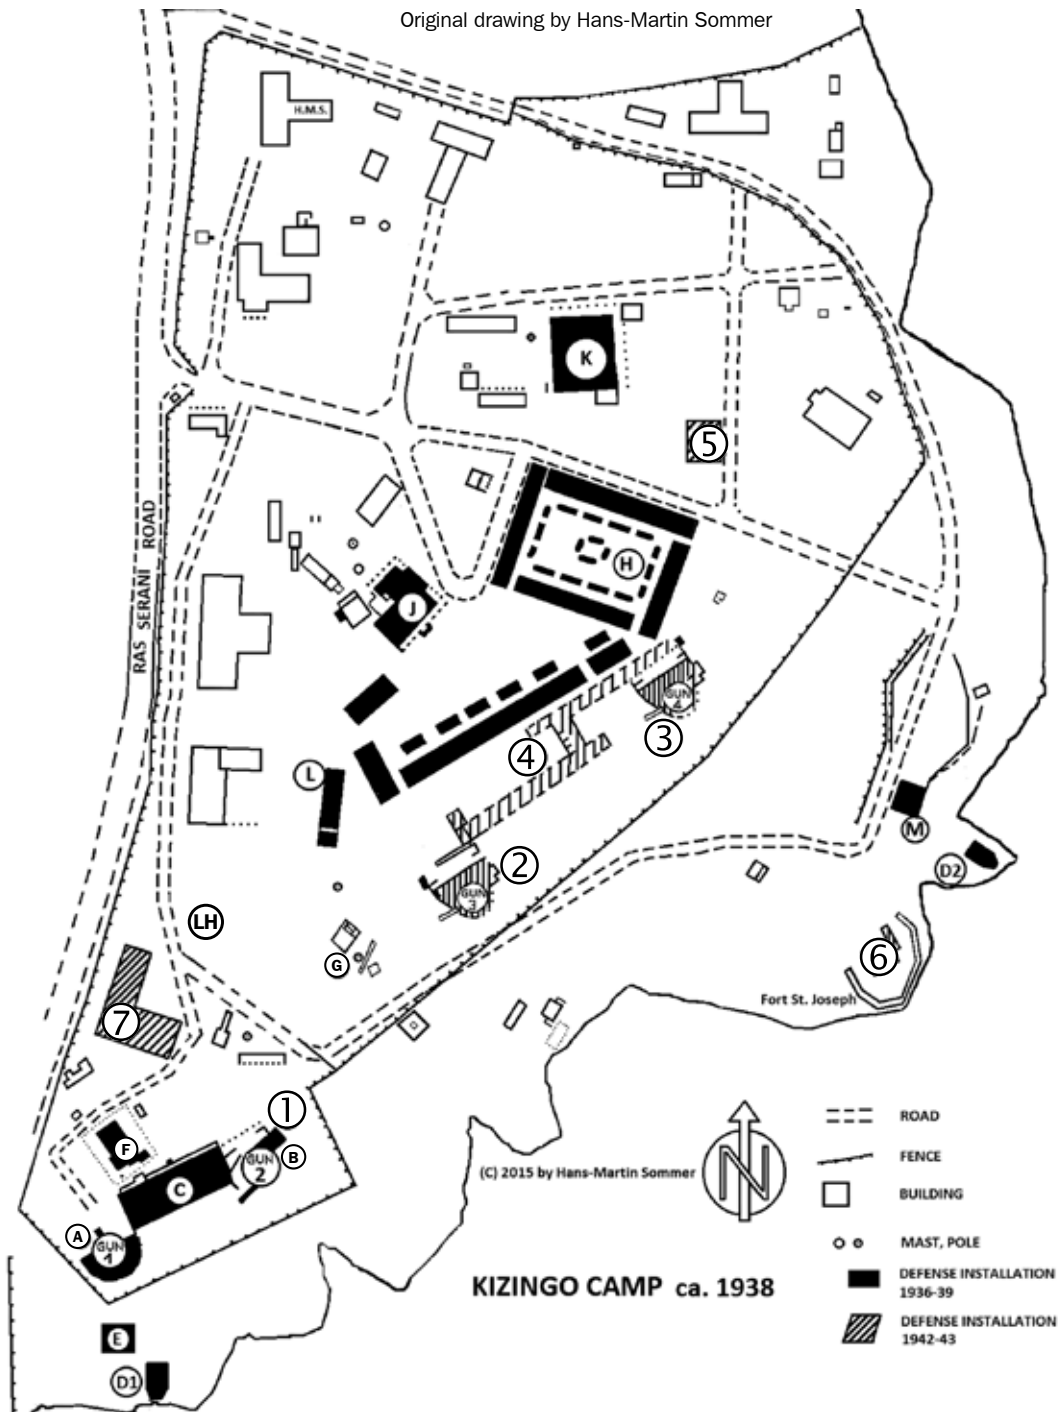 Original drawing by Hans-Martin Sommer
H.M.S.
K
5
RAS SERANI ROAD
H
J
GUN 4
3
4
L
M
D2
2
GUN 3
LH
G
6
Fort St. Joseph
7
1
F
B
GUN 2
C
A
GUN 1
E
D1
(C) 2015 by Hans-Martin Sommer
N
KIZINGO CAMP ca. 1938
ROAD
FENCE
BUILDING
MAST, POLE
DEFENSE INSTALLATION
1936-39
DEFENSE INSTALLATION
1942-43